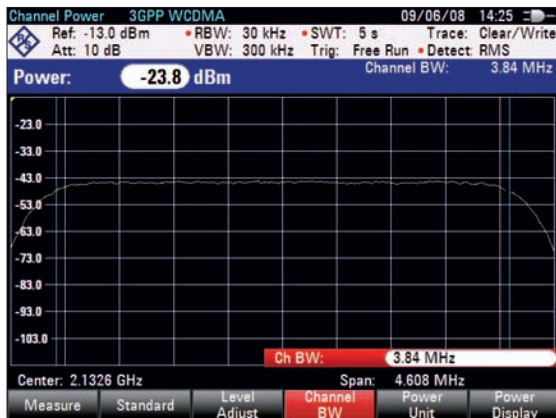 Channel Power 3GPP WCDMA 09/06/08 14:25
Ref: -13.0 dBm RBW: 30 kHz SWT: 5 s Trace: Clear/Write
Att: 10 dB VBW: 300 kHz Trig: Free Run Detect: RMS
Power: -23.8 dBm Channel BW: 3.84 MHz
-23.0
-33.0
-43.0
-53.0
-63.0
-73.0
-83.0
-93.0
-103.0
Ch BW: 3.84 MHz
Center: 2.1326 GHz Span: 4.608 MHz
Measure Standard Level Adjust Channel BW Power Unit Power Display